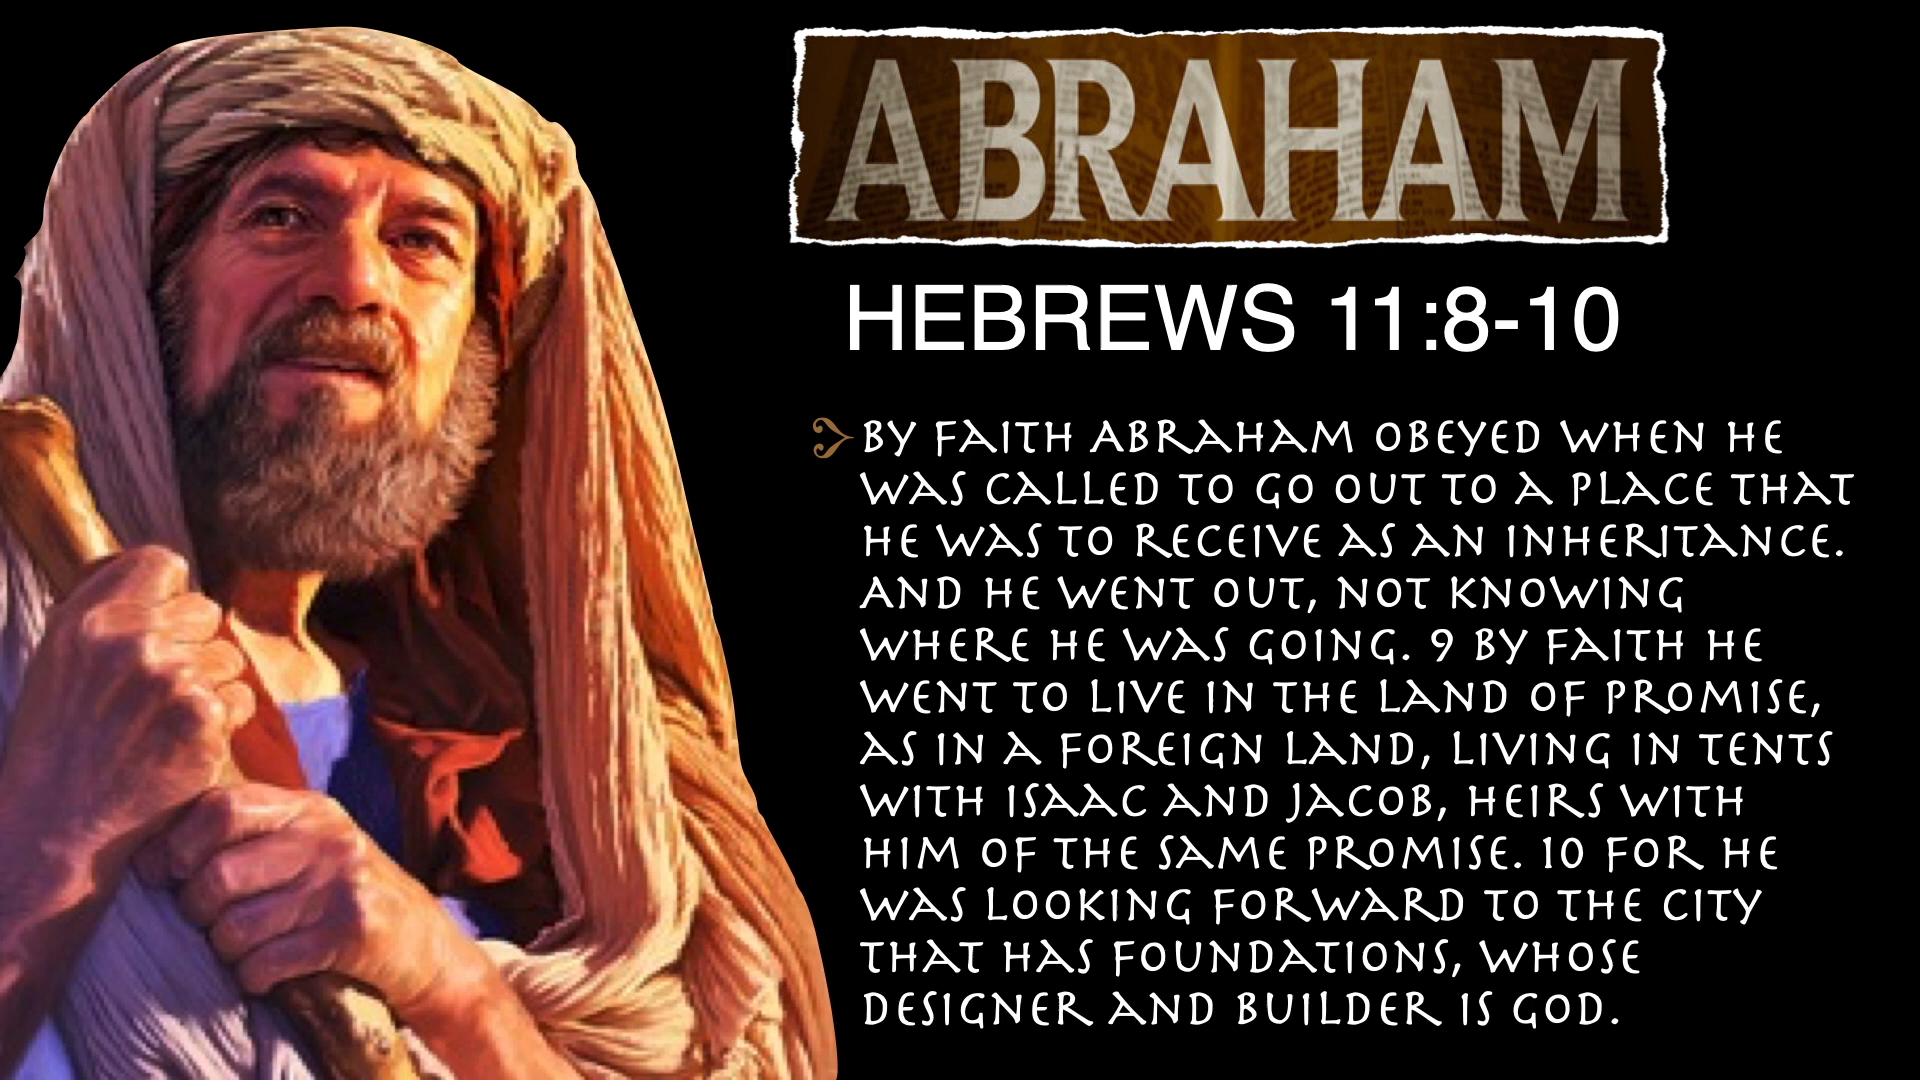 ABRAHAM
HEBREWS 11:8-10
BY FAITH ABRAHAM OBEYED WHEN HE
WAS CALLED TO GO OUT TO A PLACE THAT
HE WAS TO RECEIVE AS AN INHERITANCE.
AND HE WENT OUT, NOT KNOWING
WHERE HE WAS GOING. 9 BY FAITH HE
WENT TO LIVE IN THE LAND OF PROMISE,
AS IN A FOREIGN LAND, LIVING IN TENTS
WITH ISAAC AND JACOB, HEIRS WITH
HIM OF THE SAME PROMISE. 10 FOR HE
WAS LOOKING FORWARD TO THE CITY
THAT HAS FOUNDATIONS, WHOSE
DESIGNER AND BUILDER IS GOD.